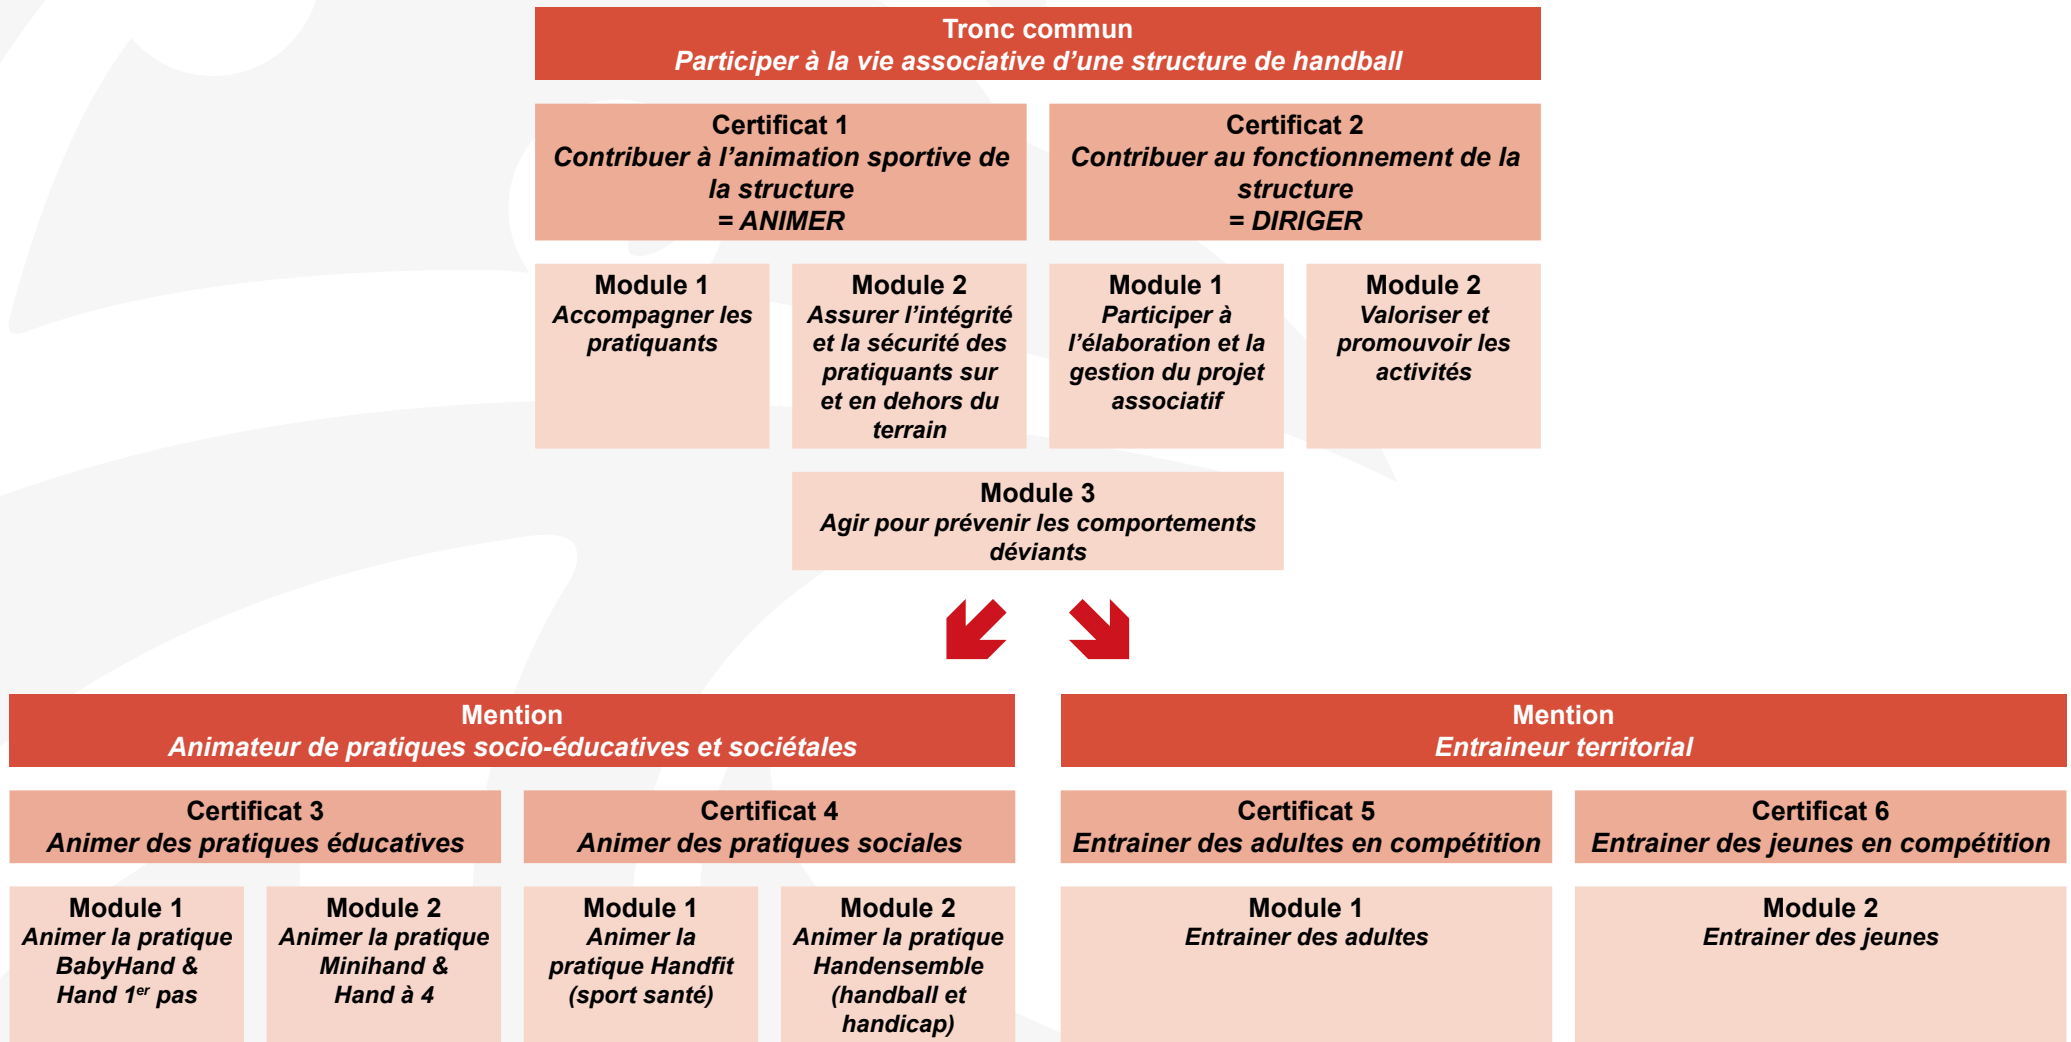 Tronc commun
Participer à la vie associative d’une structure de handball
Certificat 1
Contribuer à l’animation sportive de
la structure
= ANIMER
Certificat 2
Contribuer au fonctionnement de la
structure
= DIRIGER
Module 1
Accompagner les
pratiquants
Module 2
Assurer l’intégrité
et la sécurité des
pratiquants sur
et en dehors du
terrain
Module 1
Participer à
l’élaboration et la
gestion du projet
associatif
Module 2
Valoriser et
promouvoir les
activités
Module 3
Agir pour prévenir les comportements
déviants
Mention
Animateur de pratiques socio-éducatives et sociétales
Mention
Entraineur territorial
Certificat 3
Animer des pratiques éducatives
Certificat 4
Animer des pratiques sociales
Certificat 5
Entrainer des adultes en compétition
Certificat 6
Entrainer des jeunes en compétition
Module 1
Animer la pratique
BabyHand &
Hand 1er pas
Module 2
Animer la pratique
Minihand &
Hand à 4
Module 1
Animer la
pratique Handfit
(sport santé)
Module 2
Animer la pratique
Handensemble
(handball et
handicap)
Module 1
Entrainer des adultes
Module 2
Entrainer des jeunes